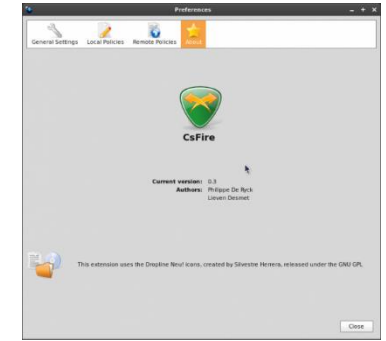 Preferences
General Settings Local Policies Remote Policies About
CsFire
Current version: 0.3
Authors: Philippe De Ryck
Lieven Desmet
This extension uses the Dropline Neu! icons, created by Silvestre Herrera, released under the GNU GPL
Close